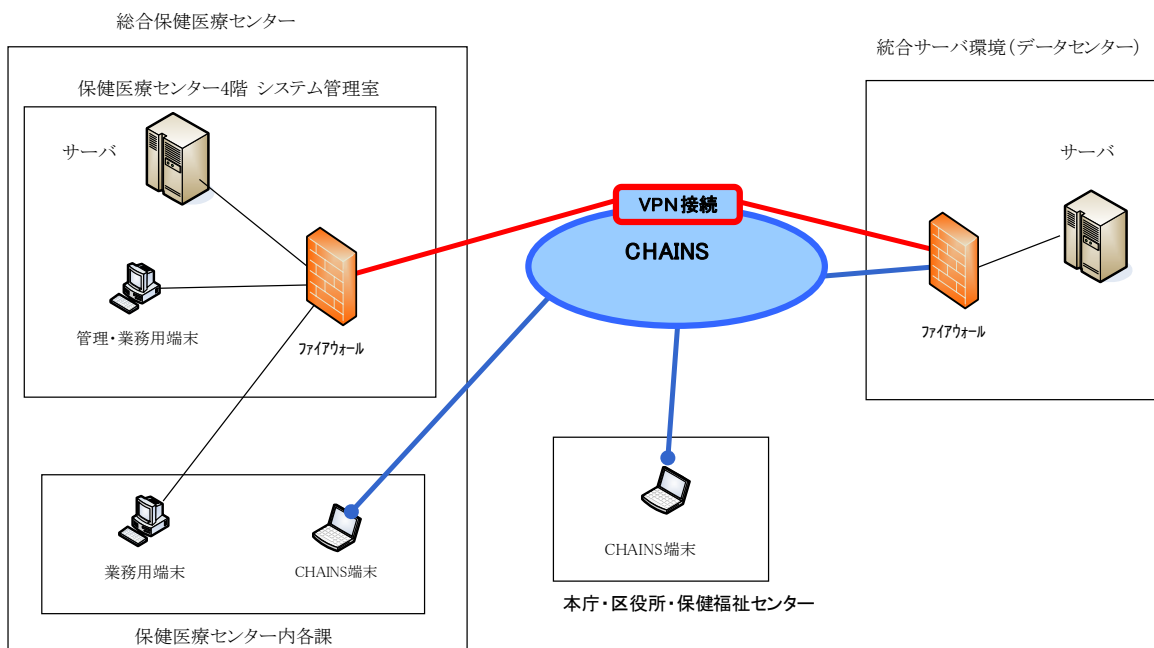 総合保健医療センター
統合サーバ環境（データセンター）
保健医療センター4階 システム管理室
サーバ
サーバ
VPN接続
CHAINS
管理・業務用端末
ﾌｧｲｱｳｫｰﾙ
ﾌｧｲｱｳｫｰﾙ
業務用端末
CHAINS端末
CHAINS端末
本庁・区役所・保健福祉センター
保健医療センター内各課